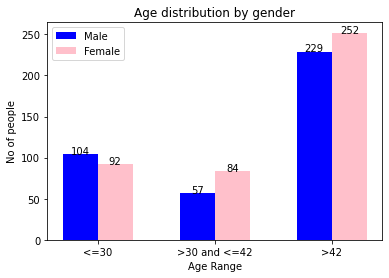 Age distribution by gender
Male
Female
No of people
250
200
150
100
50
0
104
92
57
84
229
252
<=30
>30 and <=42
>42
Age Range